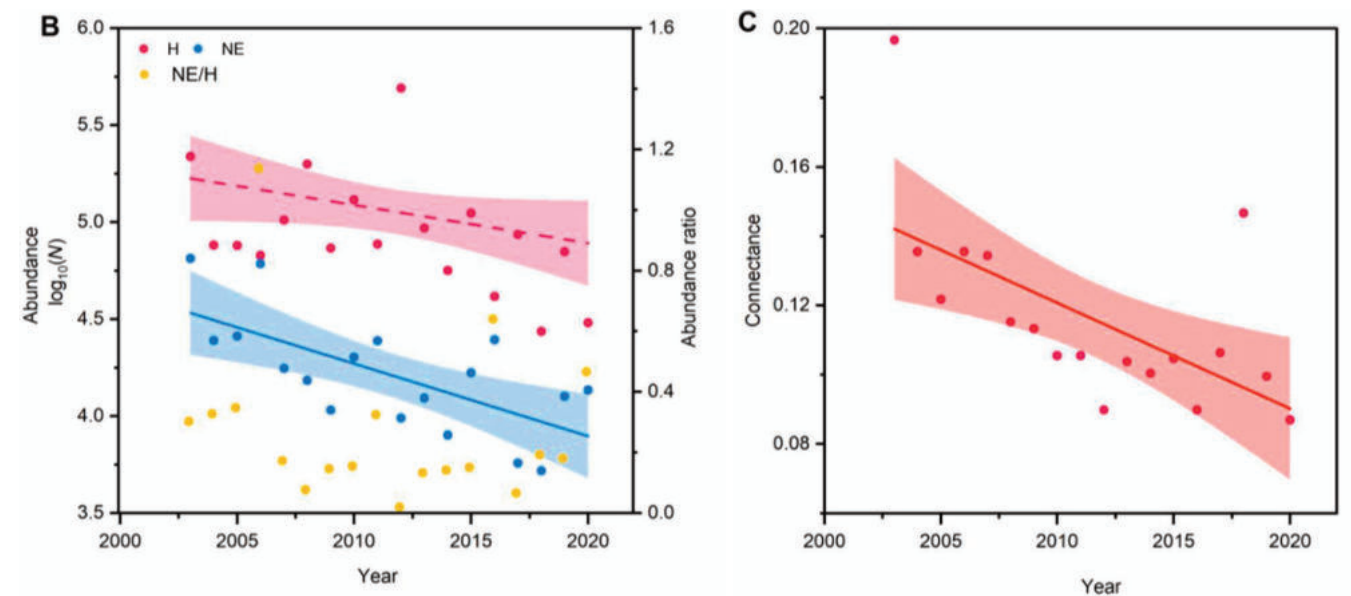 B
6.0
5.5
5.0
4.5
4.0
3.5
Abundance
log₁₀(N)
H NE
NE/H
1.6
1.2
0.8
0.4
0.0
Abundance ratio
2000 2005 2010 2015 2020
Year
C
0.20
0.16
0.12
0.08
Connectance
2000 2005 2010 2015 2020
Year